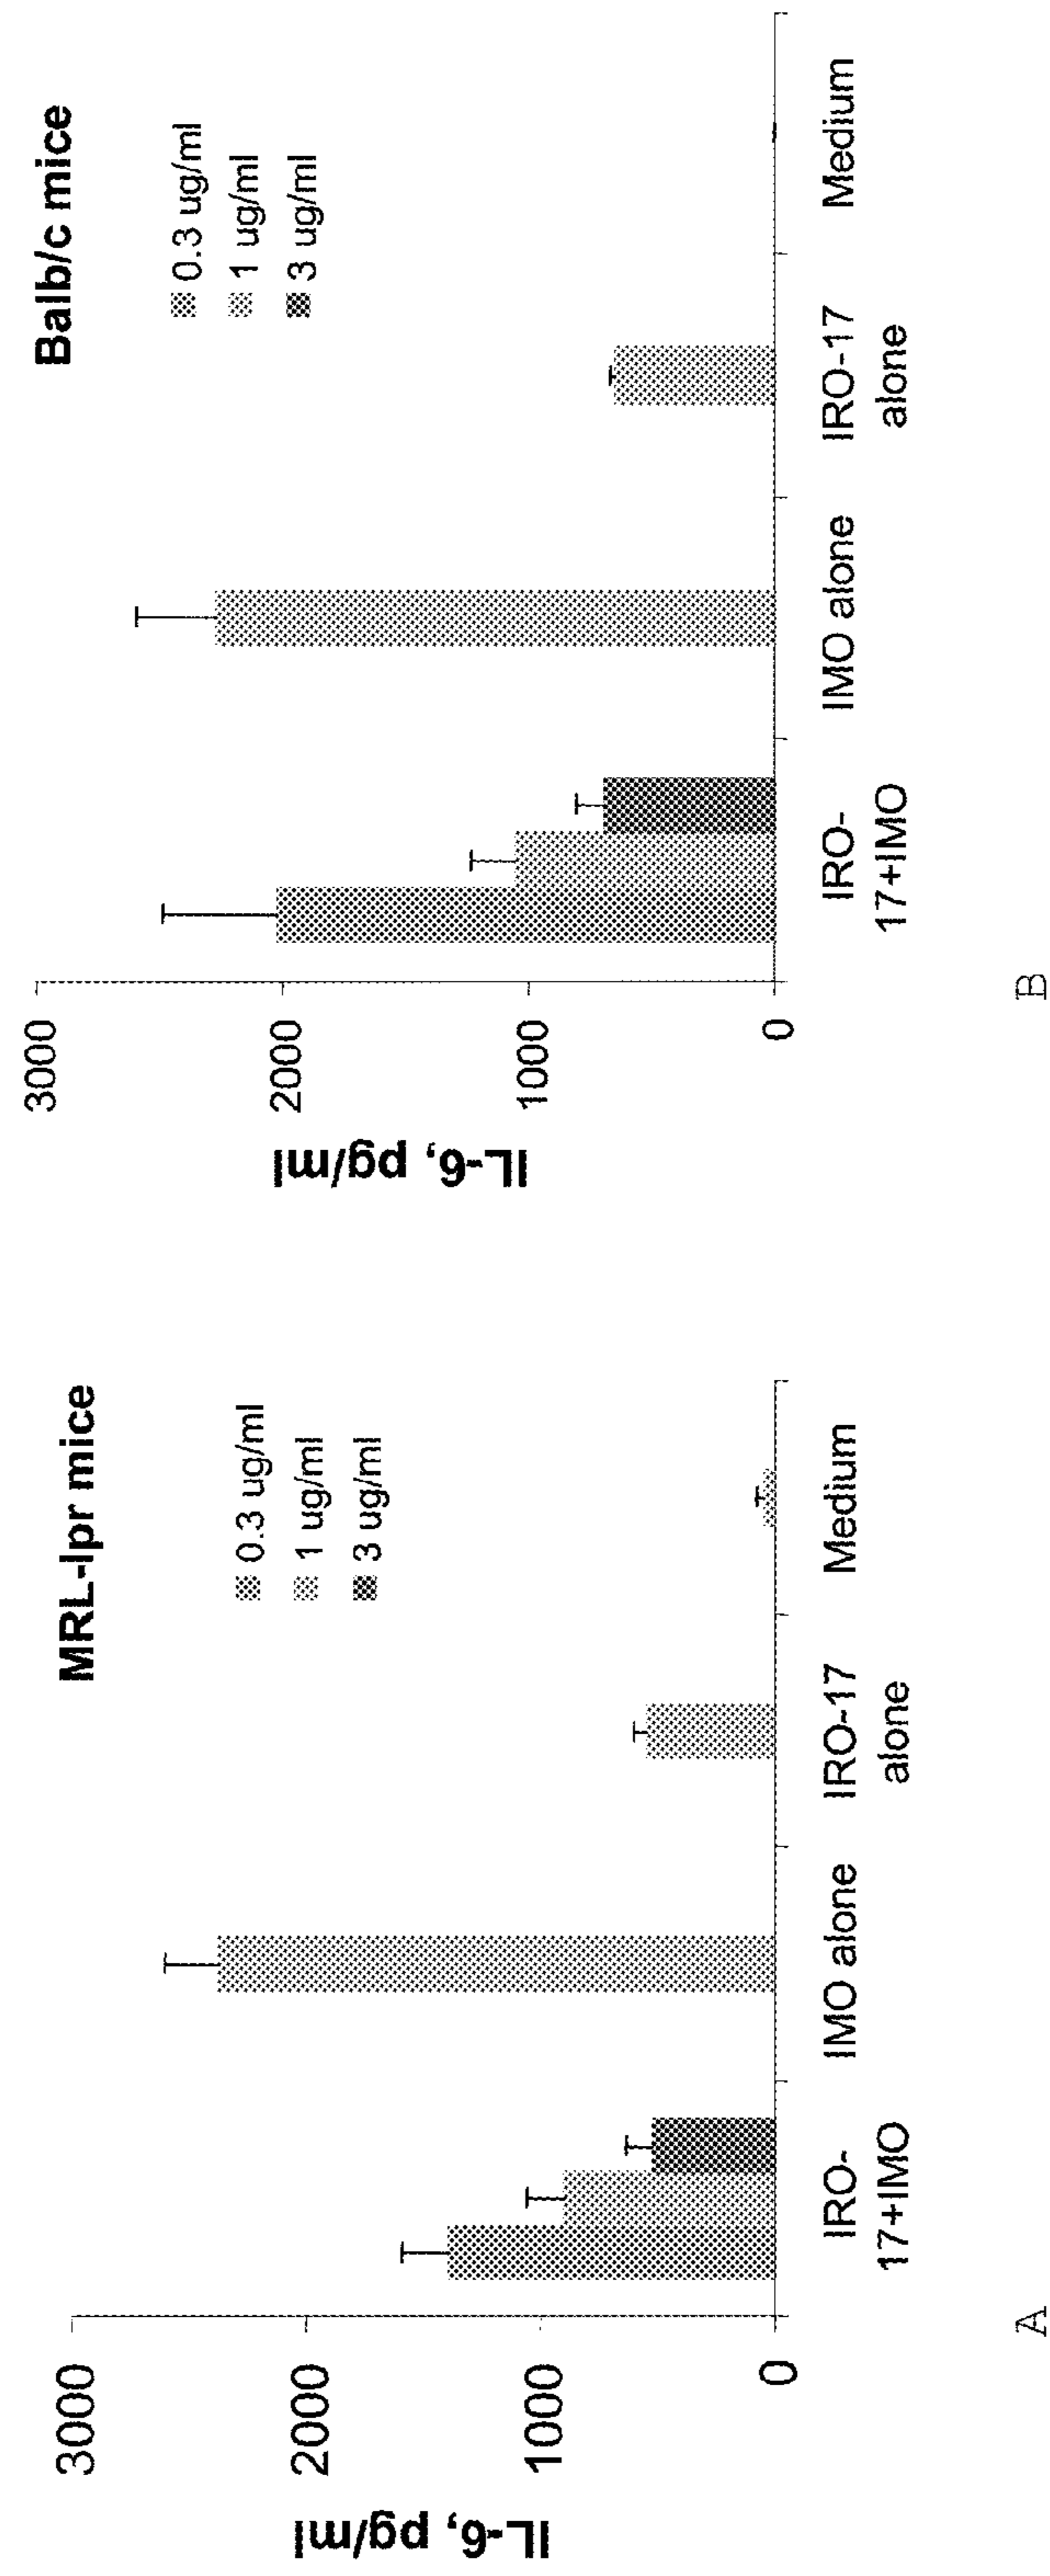 MRL-lpr mice
0.3 ug/ml
1 ug/ml
3 ug/ml
IL-6, pg/ml
3000
2000
1000
0
IRO-
17+IMO
IMO alone
IRO-17
alone
Medium
A
Balb/c mice
0.3 ug/ml
1 ug/ml
3 ug/ml
IL-6, pg/ml
3000
2000
1000
0
IRO-
17+IMO
IMO alone
IRO-17
alone
Medium
B